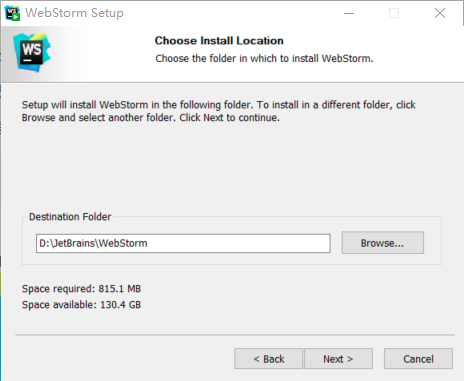 WebStorm Setup
WS
Choose Install Location
Choose the folder in which to install WebStorm.
Setup will install WebStorm in the following folder. To install in a different folder, click
Browse and select another folder. Click Next to continue.
Destination Folder
D:\JetBrains\WebStorm
Browse...
Space required: 815.1 MB
Space available: 130.4 GB
< Back
Next >
Cancel